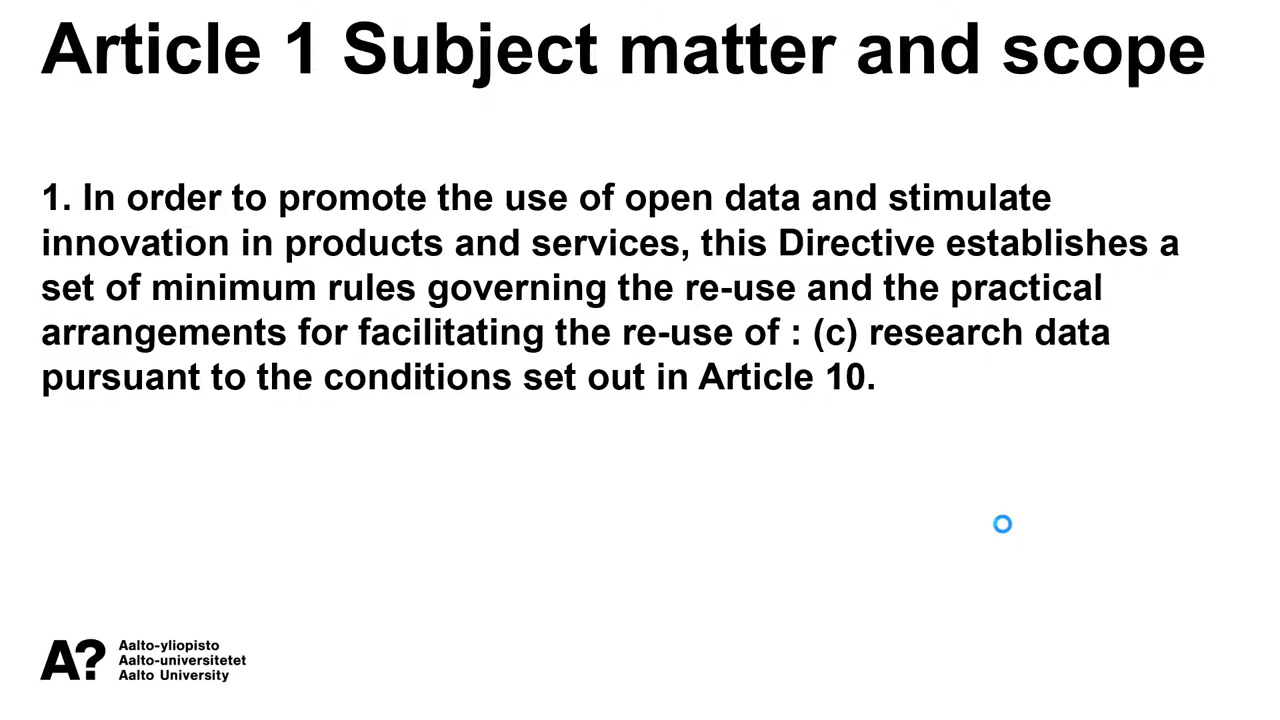 Article 1 Subject matter and scope
1. In order to promote the use of open data and stimulate
innovation in products and services, this Directive establishes a
set of minimum rules governing the re-use and the practical
arrangements for facilitating the re-use of : (c) research data
pursuant to the conditions set out in Article 10.
A?
Aalto-yliopisto
Aalto-universitetet
Aalto University